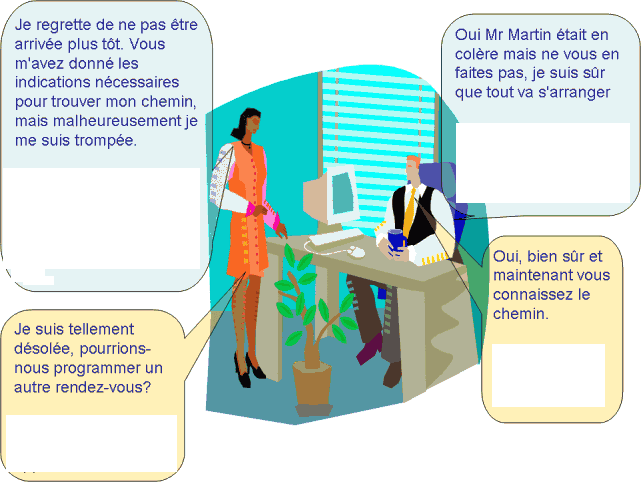 Je regrette de ne pas être
arrivée plus tôt. Vous
m'avez donné les
indications nécessaires
pour trouver mon chemin,
mais malheureusement je
me suis trompée.
Oui Mr Martin était en
colère mais ne vous en
faites pas, je suis sûr
que tout va s'arranger
Je suis tellement
désolée, pourrions-
nous programmer un
autre rendez-vous?
Oui, bien sûr et
maintenant vous
connaissez le
chemin.